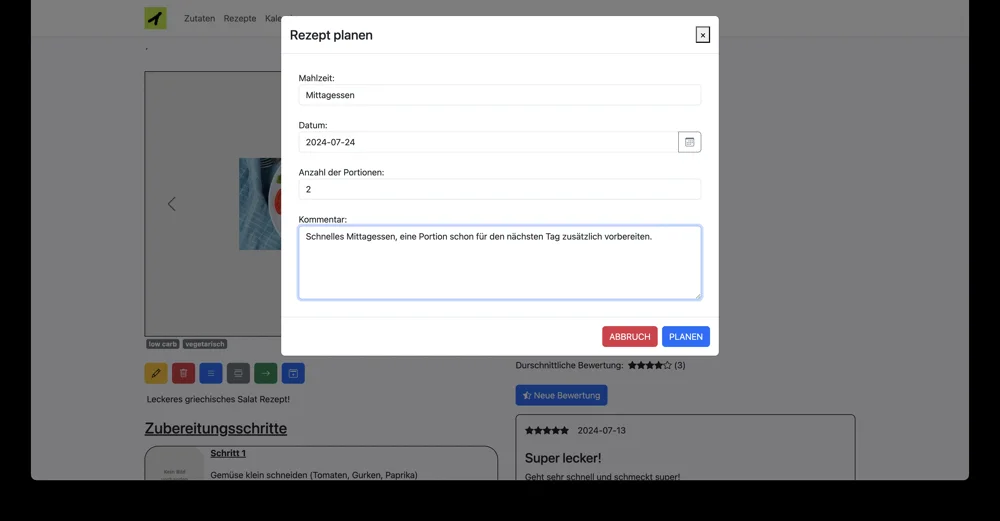 Zutaten Rezepte
Rezept planen
×
Mahlzeit:
Mittagessen
Datum:
2024-07-24
Anzahl der Portionen:
2
Kommentar:
Schnelles Mittagessen, eine Portion schon für den nächsten Tag zusätzlich vorbereiten.
ABBRUCH PLANEN
low carb vegetarisch
Leckeres griechisches Salat Rezept!
Zubereitungsschritte
Schritt 1
Gemüse klein schneiden (Tomaten, Gurken, Paprika)
Durschnittliche Bewertung: ★★★★☆ (3)
Neue Bewertung
★★★★★ 2024-07-13
Super lecker!
Geht sehr schnell und schmeckt super!